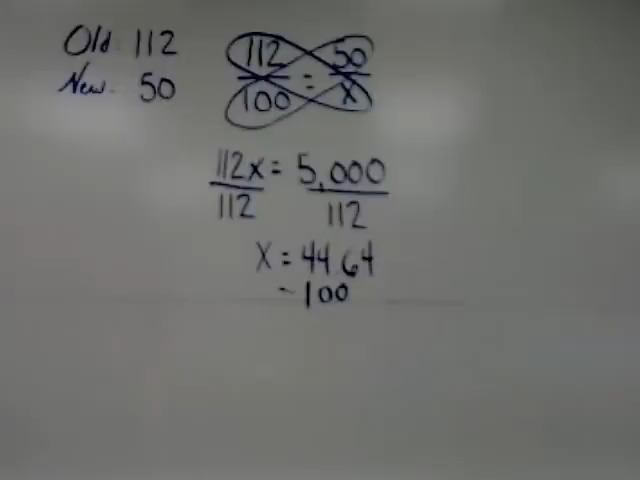 Old: 112
New: 50
112/100 = 50/x
112x = 5,000
112 112
X = 44.64
- 100